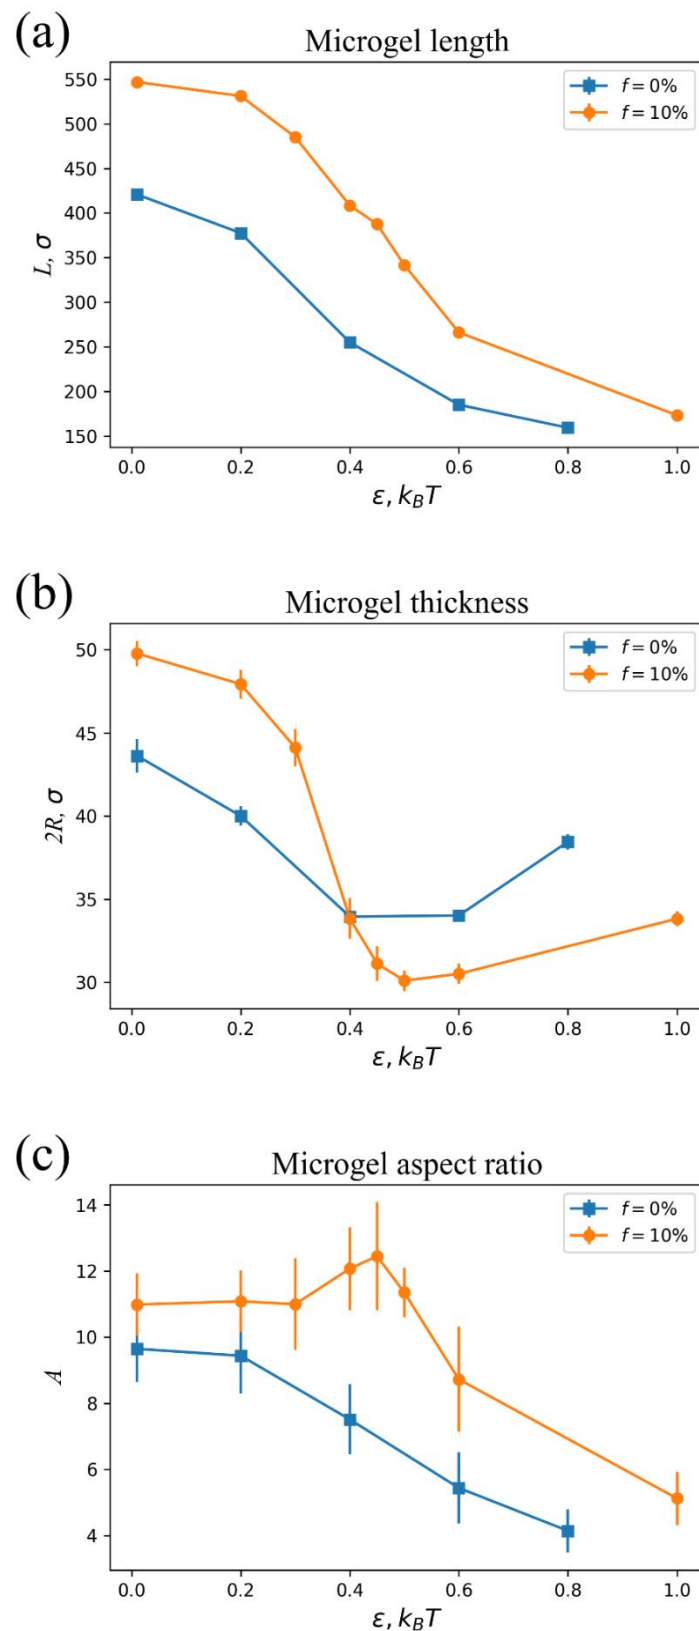 (a)
Microgel length
550
500
450
400
350
300
250
200
150
L, σ
f = 0%
f = 10%
0.0 0.2 0.4 0.6 0.8 1.0
ε, k_BT
(b)
Microgel thickness
50
45
40
35
30
2R, σ
f = 0%
f = 10%
0.0 0.2 0.4 0.6 0.8 1.0
ε, k_BT
(c)
Microgel aspect ratio
14
12
10
8
6
4
A
f = 0%
f = 10%
0.0 0.2 0.4 0.6 0.8 1.0
ε, k_BT